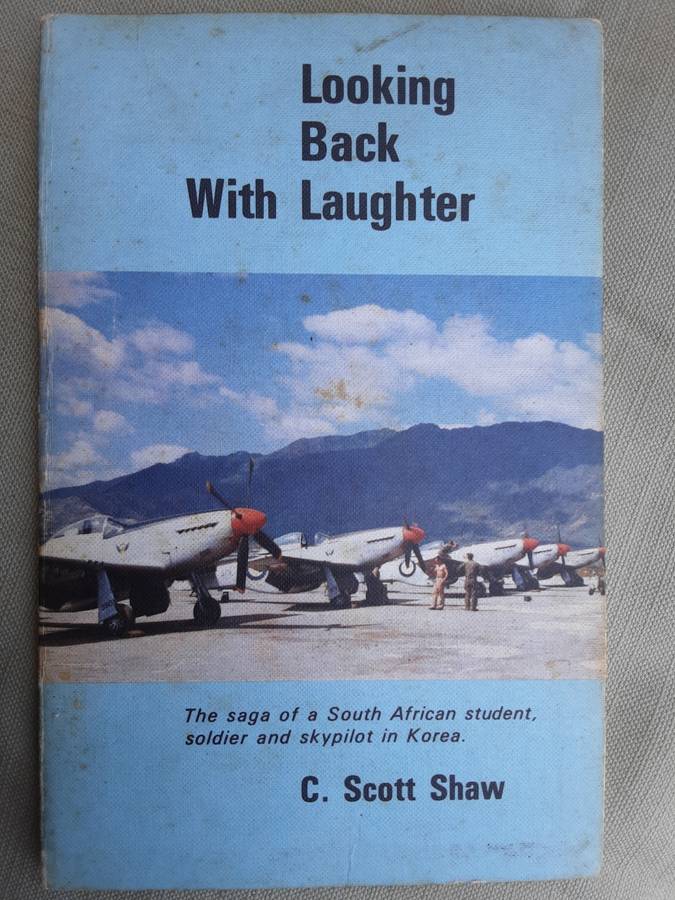 Looking
Back
With Laughter
The saga of a South African student,
soldier and skypilot in Korea.
C. Scott Shaw